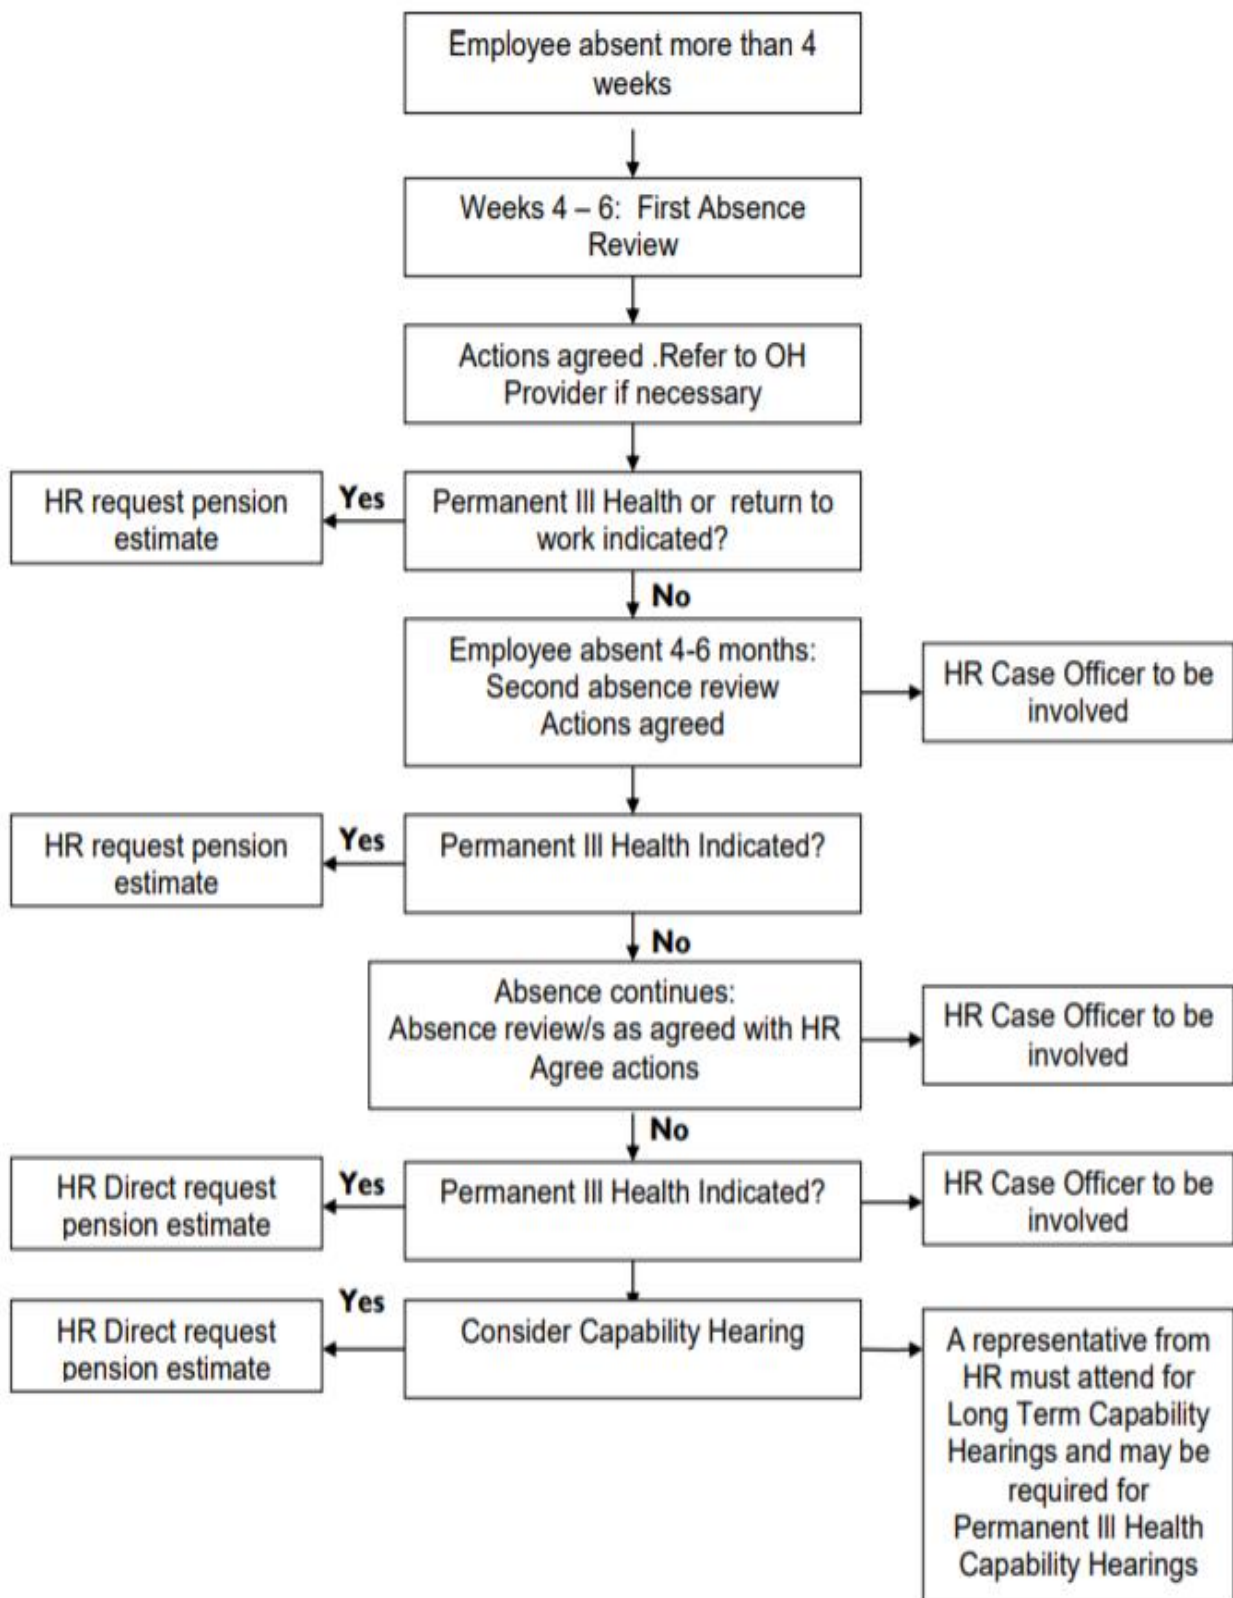 Employee absent more than 4
weeks
Weeks 4 – 6:  First Absence
Review
Actions agreed .Refer to OH
Provider if necessary
HR request pension
estimate
Yes
Permanent Ill Health or  return to
work indicated?
No
Employee absent 4-6 months:
Second absence review
Actions agreed
HR Case Officer to be
involved
HR request pension
estimate
Yes
Permanent Ill Health Indicated?
No
Absence continues:
Absence review/s as agreed with HR
Agree actions
HR Case Officer to be
involved
No
HR Direct request
pension estimate
Yes
Permanent Ill Health Indicated?
HR Case Officer to be
involved
HR Direct request
pension estimate
Yes
Consider Capability Hearing
A representative from
HR must attend for
Long Term Capability
Hearings and may be
required for
Permanent Ill Health
Capability Hearings